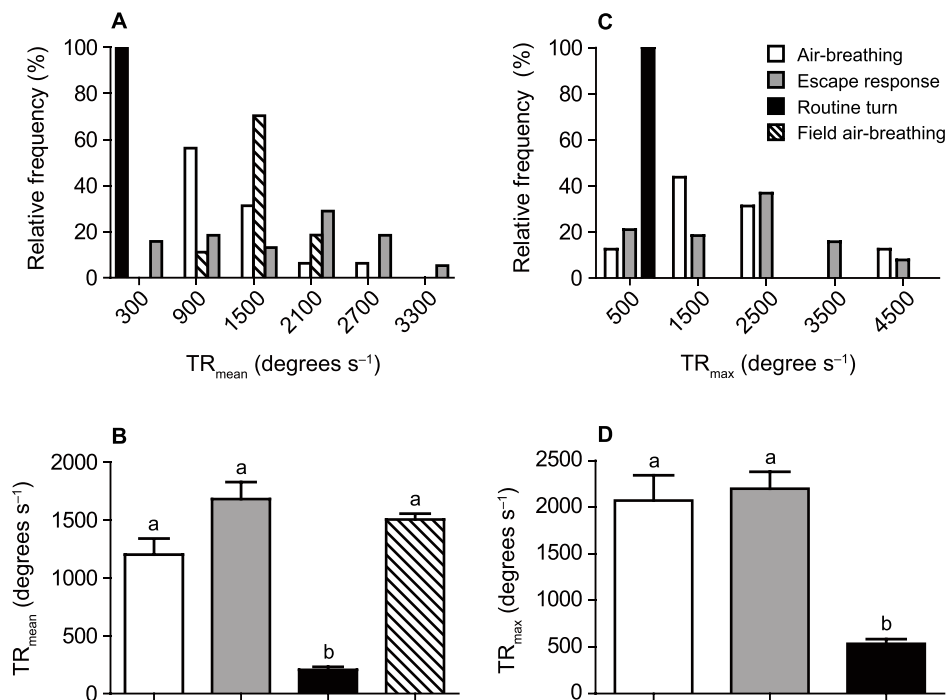 A
Relative frequency (%)
100
80
60
40
20
0
300
900
1500
2100
2700
3300
TRmean (degrees s⁻¹)
C
Relative frequency (%)
100
80
60
40
20
0
500
1500
2500
3500
4500
TRmax (degree s⁻¹)
Air-breathing
Escape response
Routine turn
Field air-breathing
B
TRmean (degrees s⁻¹)
2000
1500
1000
500
0
a
a
b
a
D
TRmax (degrees s⁻¹)
2500
2000
1500
1000
500
0
a
a
b